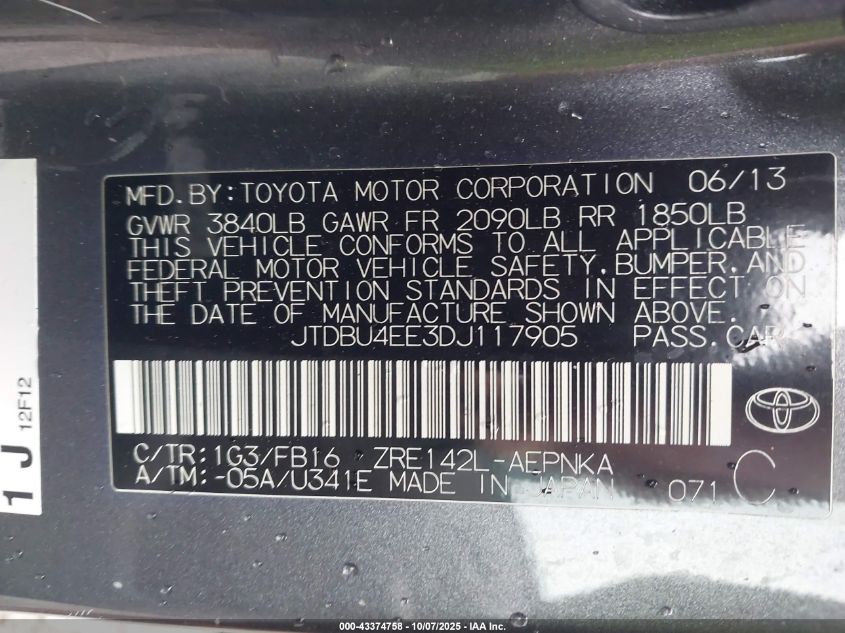 MFD.BY:TOYOTA MOTOR CORPORATION 06/13
GVWR 3840LB GAWR FR 2090LB RR 1850LB
THIS VEHICLE CONFORMS TO ALL APPLICABLE
FEDERAL MOTOR VEHICLE SAFETY,BUMPER,AND
THEFT PREVENTION STANDARDS IN EFFECT ON
THE DATE OF MANUFACTURE SHOWN ABOVE.
JTDBU4EE3DJ117905 PASS.CAR
C/TR:1G3/FB16 ZRE142L-AEPNKA
A/TM:-05A/U341E MADE IN JAPAN 071 C
1 J 12F12
000-43374758 - 10/07/2025 - IAA Inc.